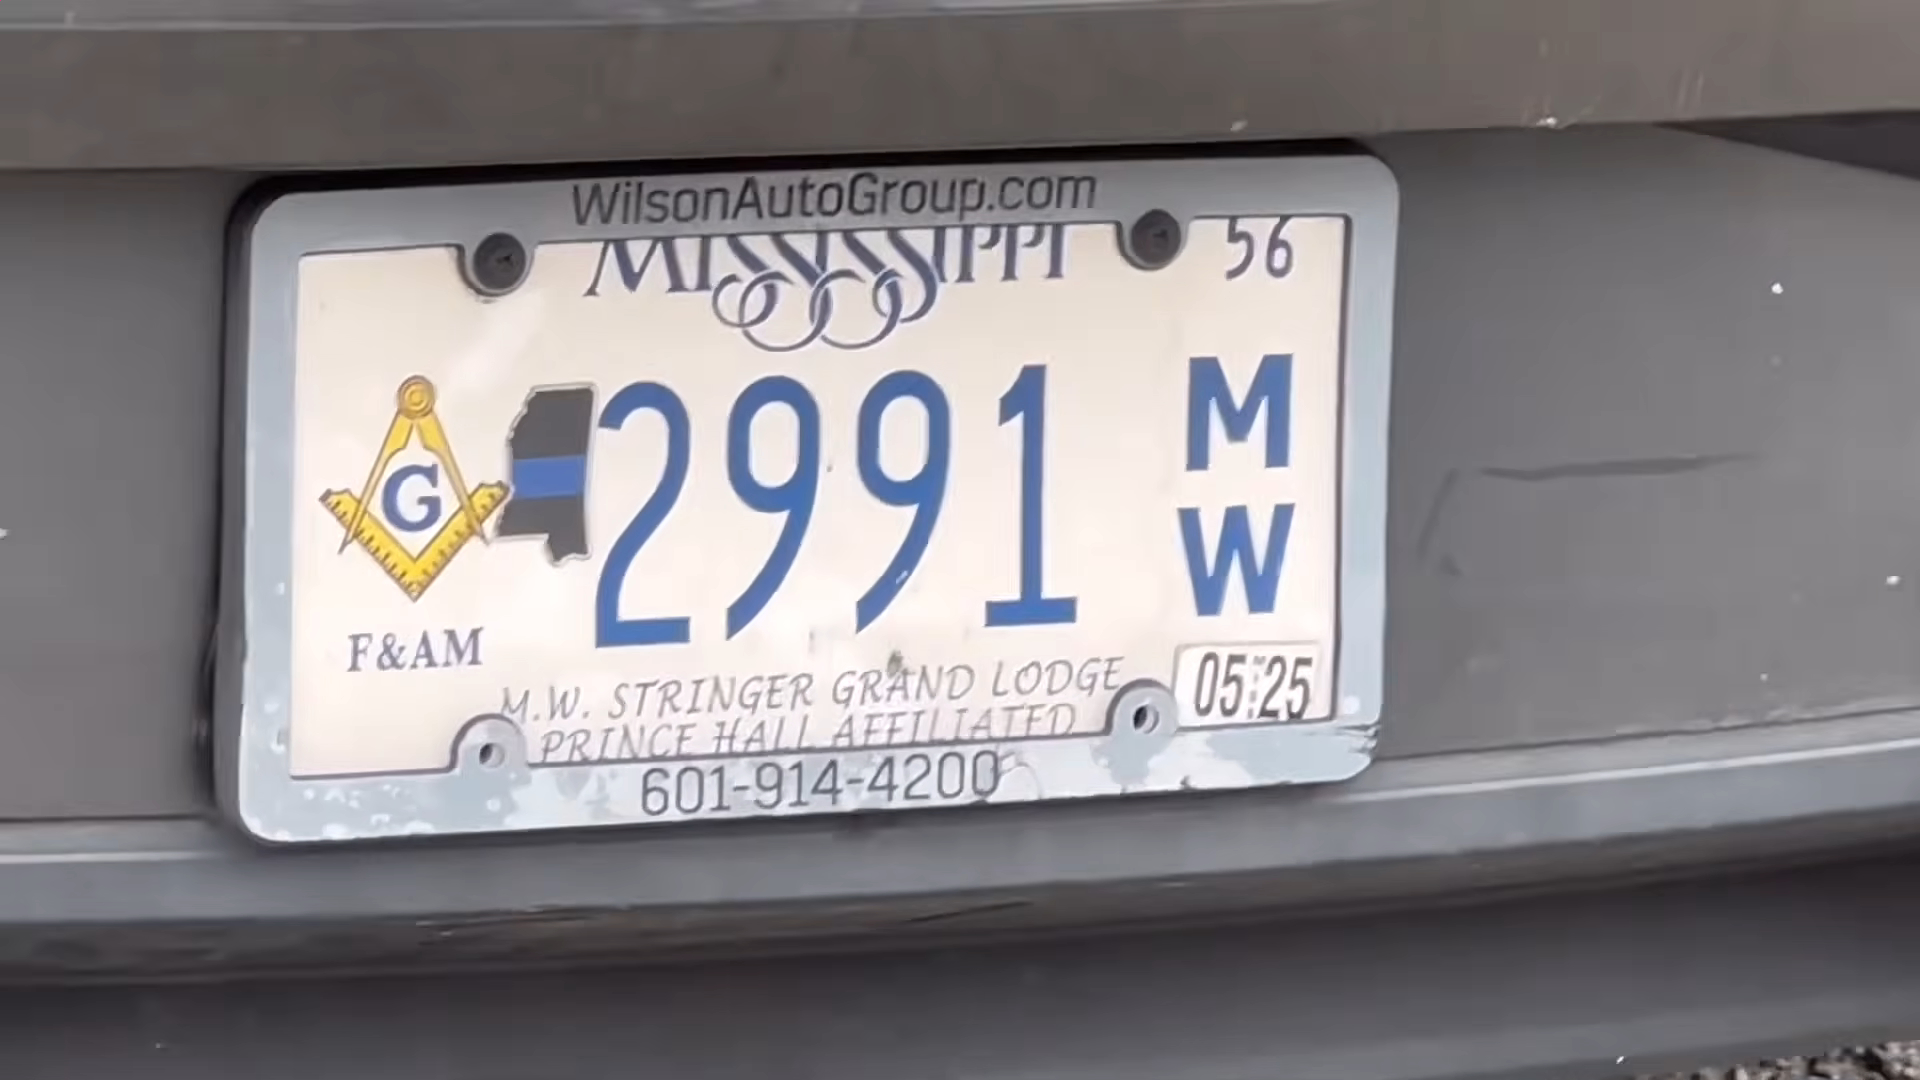 WilsonAutoGroup.com
MISSISSIPPI 56
G
2991 M W
F&AM
M.W. STRINGER GRAND LODGE
PRINCE HALL AFFILIATED
05 25
601-914-4200